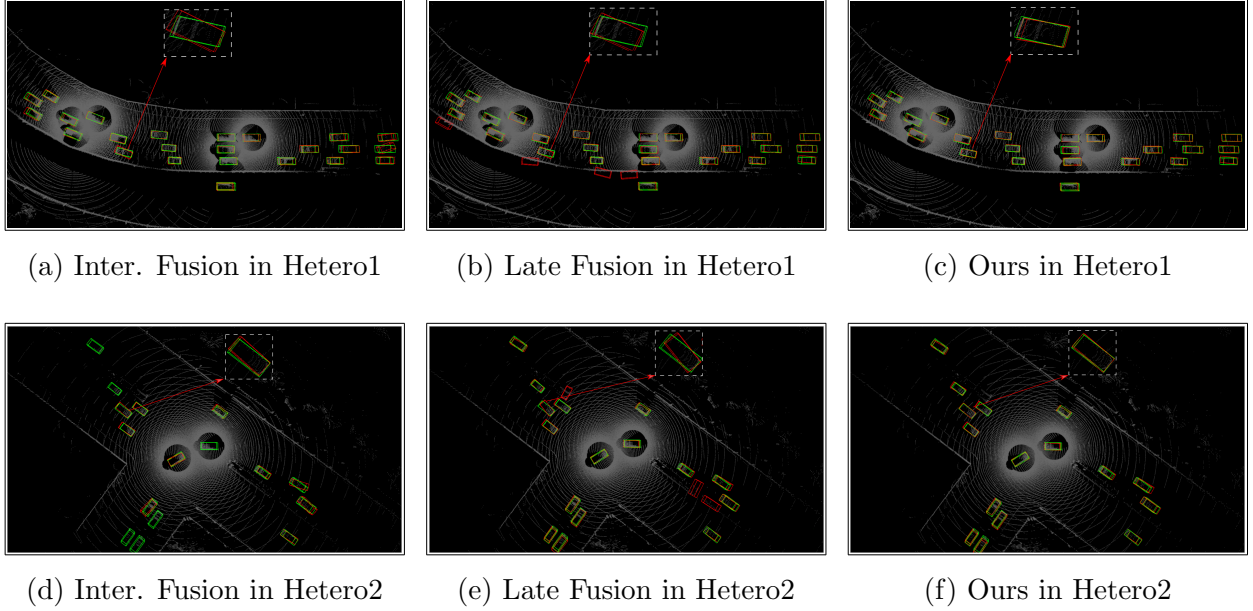 (a) Inter. Fusion in Hetero1
(b) Late Fusion in Hetero1
(c) Ours in Hetero1
(d) Inter. Fusion in Hetero2
(e) Late Fusion in Hetero2
(f) Ours in Hetero2